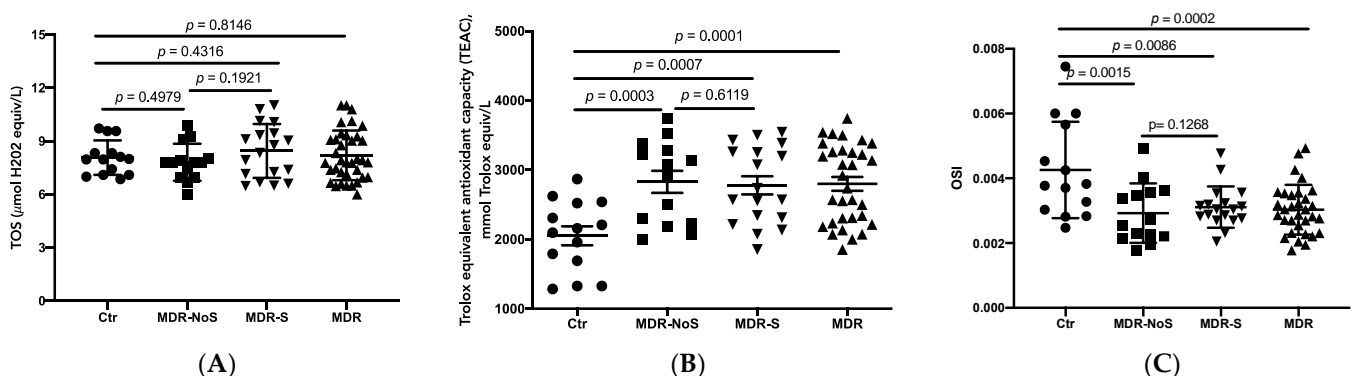 p = 0.8146
p = 0.4316
p = 0.1921
p = 0.4979
TOS (μmol H202 equiv/L)
15
12
9
6
3
0
Ctr MDR-NoS MDR-S MDR
(A)
p = 0.0001
p = 0.0007
p = 0.0003
p = 0.6119
Trolox equivalent antioxidant capacity (TEAC),
mmol Trolox equiv/L
5000
4000
3000
2000
1000
Ctr MDR-NoS MDR-S MDR
(B)
p = 0.0002
p = 0.0086
p = 0.0015
p= 0.1268
OSI
0.008
0.006
0.004
0.002
0.000
Ctr MDR-NoS MDR-S MDR
(C)